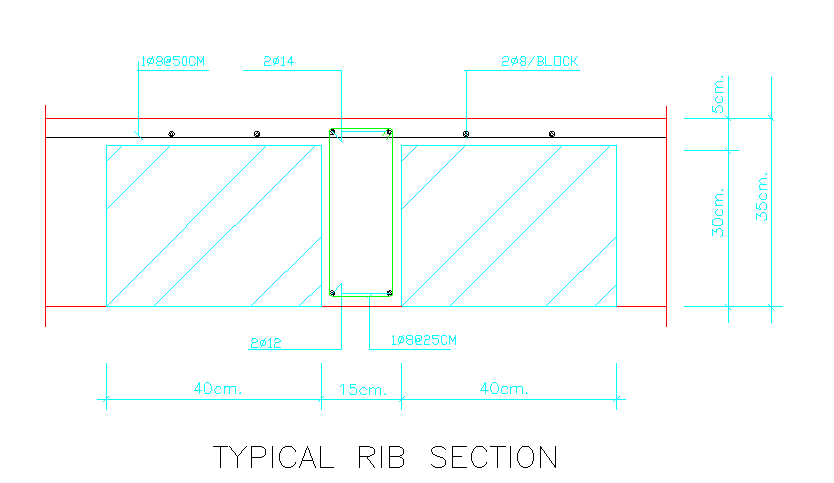 1ø8@50CM
2ø14
2ø8/BLOCK
5cm.
30cm.
35cm.
2ø12
1ø8@25CM
40cm.
15cm.
40cm.
TYPICAL RIB SECTION